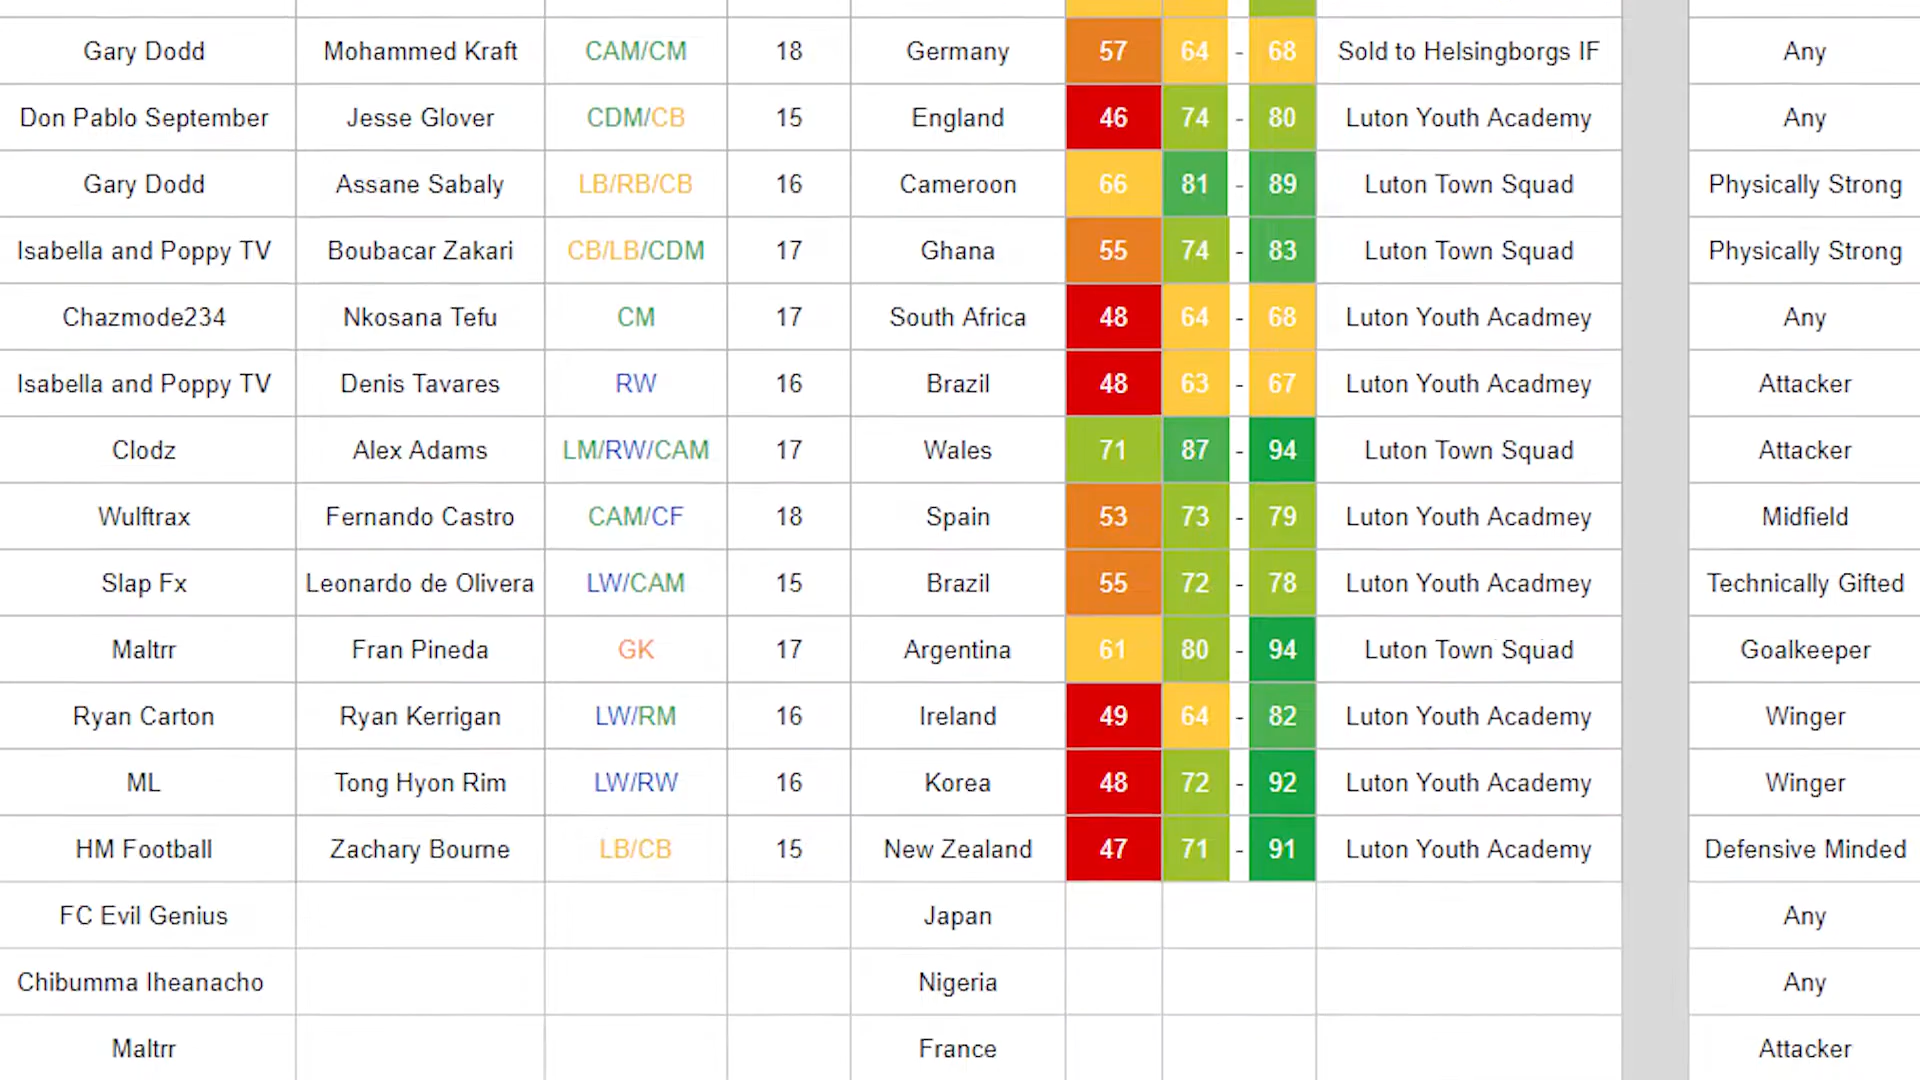 Gary Dodd Mohammed Kraft CAM/CM 18 Germany 57 64 - 68 Sold to Helsingborgs IF Any
Don Pablo September Jesse Glover CDM/CB 15 England 46 74 - 80 Luton Youth Academy Any
Gary Dodd Assane Sabaly LB/RB/CB 16 Cameroon 66 81 - 89 Luton Town Squad Physically Strong
Isabella and Poppy TV Boubacar Zakari CB/LB/CDM 17 Ghana 55 74 - 83 Luton Town Squad Physically Strong
Chazmode234 Nkosana Tefu CM 17 South Africa 48 64 - 68 Luton Youth Acadmey Any
Isabella and Poppy TV Denis Tavares RW 16 Brazil 48 63 - 67 Luton Youth Acadmey Attacker
Clodz Alex Adams LM/RW/CAM 17 Wales 71 87 - 94 Luton Town Squad Attacker
Wulftrax Fernando Castro CAM/CF 18 Spain 53 73 - 79 Luton Youth Acadmey Midfield
Slap Fx Leonardo de Olivera LW/CAM 15 Brazil 55 72 - 78 Luton Youth Acadmey Technically Gifted
Maltrr Fran Pineda GK 17 Argentina 61 80 - 94 Luton Town Squad Goalkeeper
Ryan Carton Ryan Kerrigan LW/RM 16 Ireland 49 64 - 82 Luton Youth Academy Winger
ML Tong Hyon Rim LW/RW 16 Korea 48 72 - 92 Luton Youth Academy Winger
HM Football Zachary Bourne LB/CB 15 New Zealand 47 71 - 91 Luton Youth Academy Defensive Minded
FC Evil Genius Japan Any
Chibumma Iheanacho Nigeria Any
Maltrr France Attacker